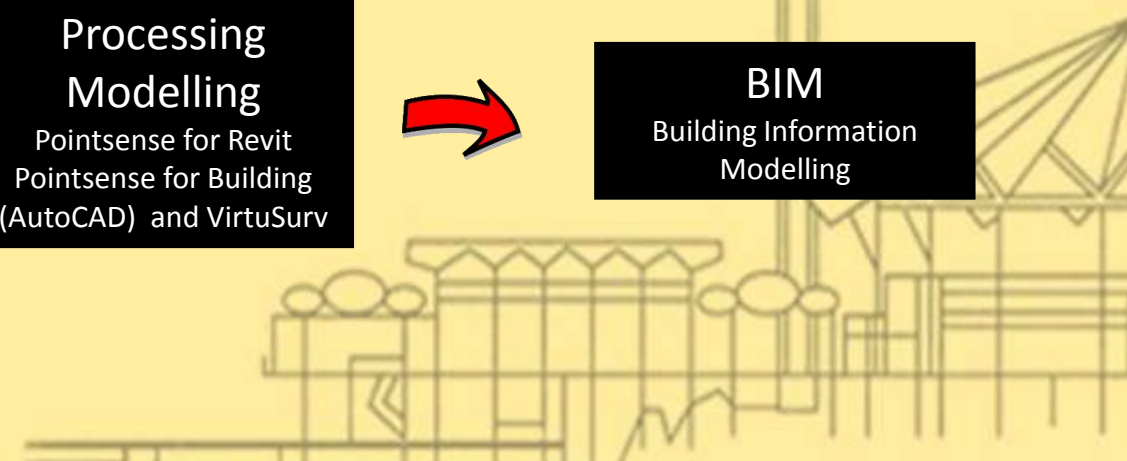 Processing
Modelling
Pointsense for Revit
Pointsense for Building
(AutoCAD) and VirtuSurv
BIM
Building Information
Modelling